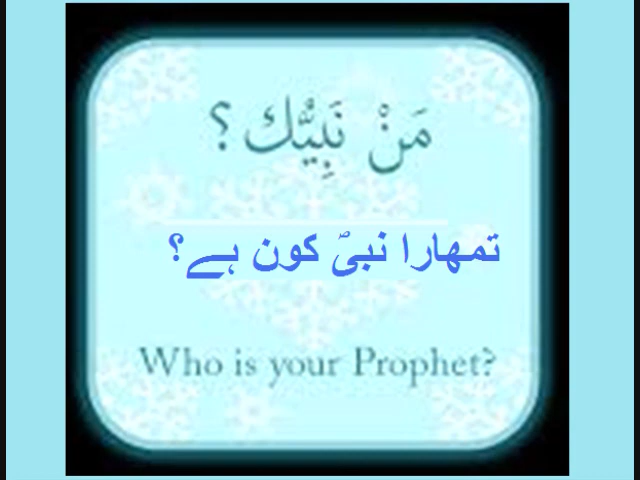 مَنْ نَبِيُّك ؟
تمھارا نبیؐ کون ہے؟
Who is your Prophet?